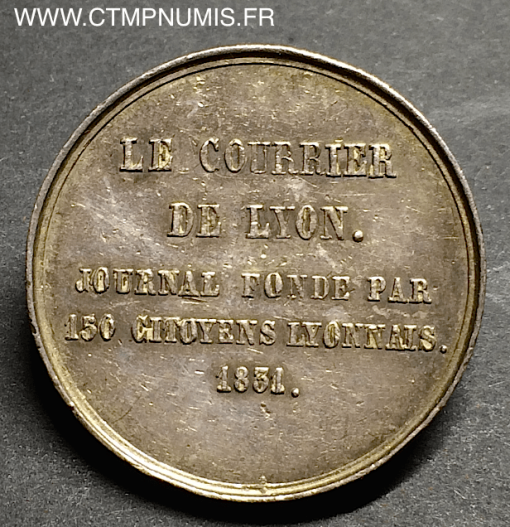 WWW.CTMPNUMIS.FR
LE COURRIER
DE LYON.
JOURNAL FONDE PAR
150 CITOYENS LYONNAIS.
1831.